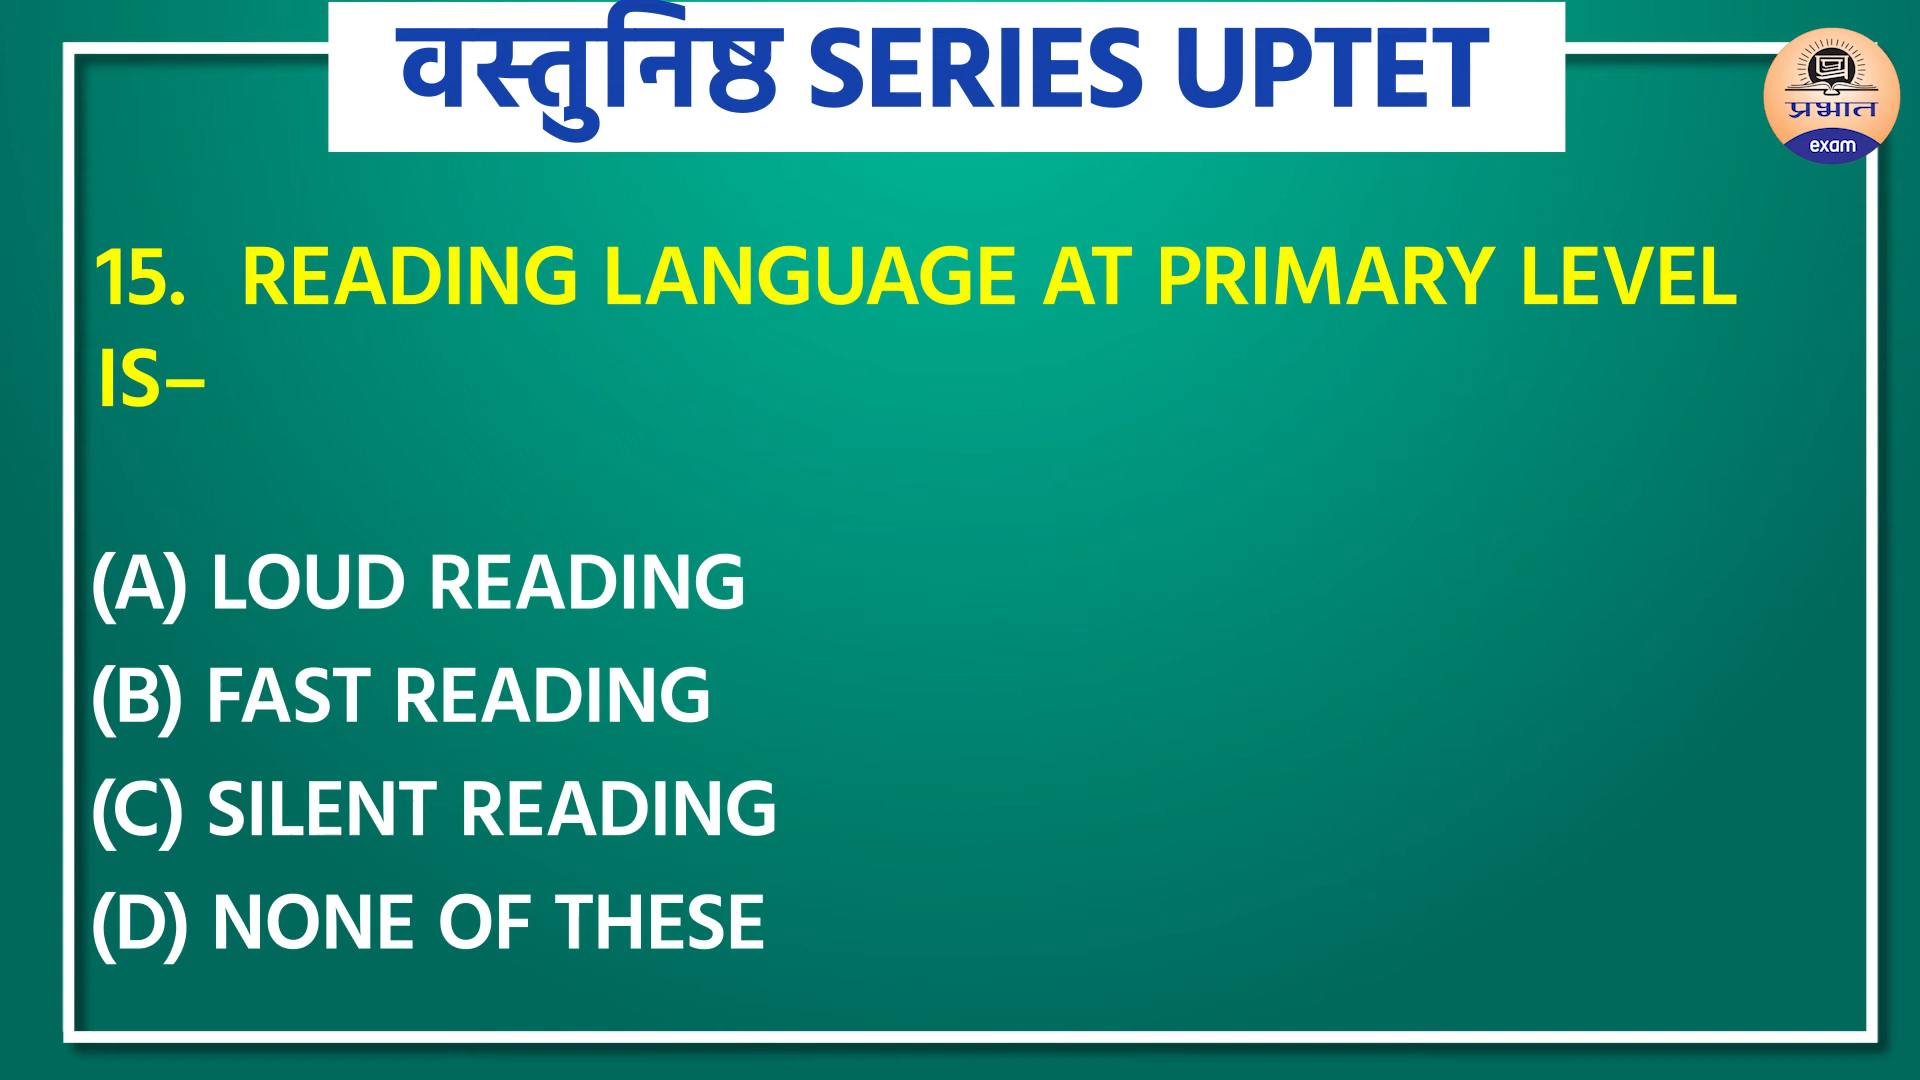 वस्तुनिष्ठ SERIES UPTET
प्रभात
exam
15. READING LANGUAGE AT PRIMARY LEVEL
IS–
(A) LOUD READING
(B) FAST READING
(C) SILENT READING
(D) NONE OF THESE